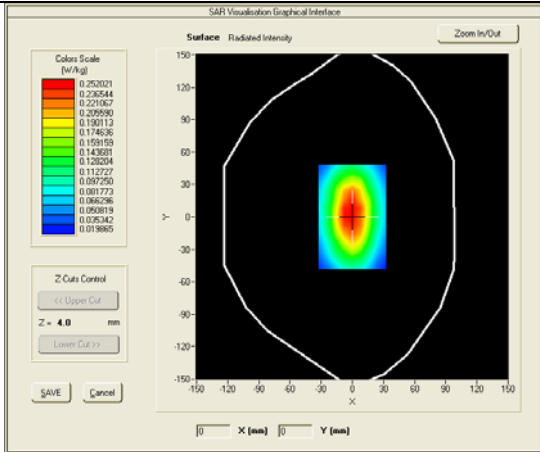 SAR Visualisation Graphical Interface
Surface Radiated Intensity
Zoom In/Out
Colors Scale
(W/kg)
0.252021
0.236544
0.221067
0.205590
0.190113
0.174636
0.159159
0.143681
0.128204
0.112727
0.097250
0.081773
0.066296
0.050819
0.035342
0.019865
150
120
90
60
30
0
-30
-60
-90
-120
-150
Y
-150 -120 -90 -60 -30 0 30 60 90 120 150
X
Z Cuts Control
<< Upper Cut
Z = 4.0 mm
Lower Cut >>
SAVE Cancel
0 X (mm) 0 Y (mm)